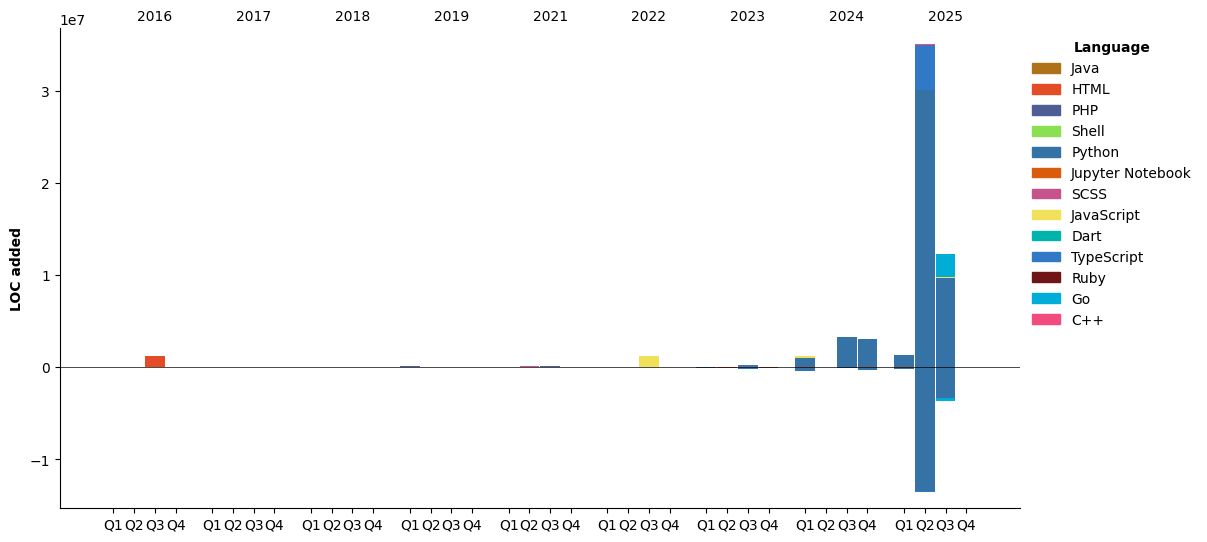 2016 2017 2018 2019 2021 2022 2023 2024 2025
1e7
Language
Java
HTML
PHP
Shell
Python
Jupyter Notebook
SCSS
JavaScript
Dart
TypeScript
Ruby
Go
C++
LOC added
3
2
1
0
−1
Q1 Q2 Q3 Q4 Q1 Q2 Q3 Q4 Q1 Q2 Q3 Q4 Q1 Q2 Q3 Q4 Q1 Q2 Q3 Q4 Q1 Q2 Q3 Q4 Q1 Q2 Q3 Q4 Q1 Q2 Q3 Q4 Q1 Q2 Q3 Q4